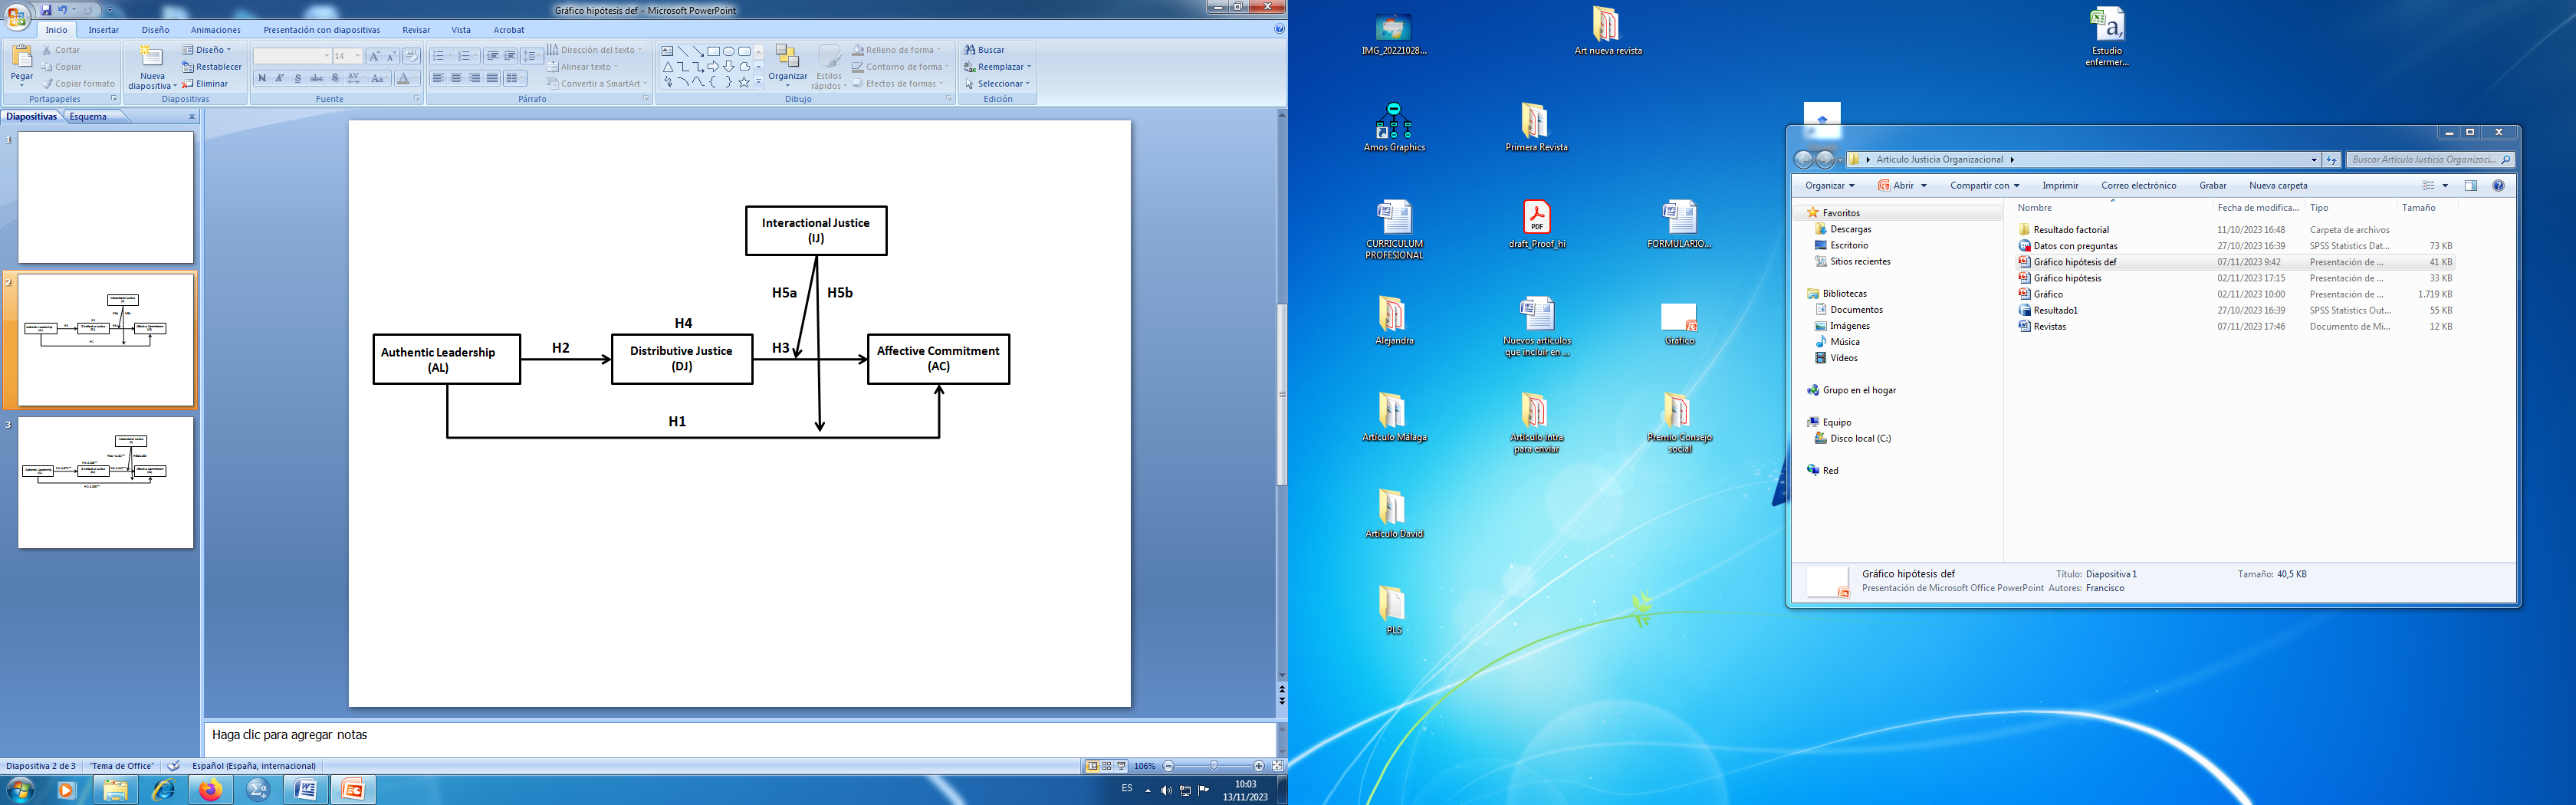 Gráfico hipótesis def - Microsoft PowerPoint
Inicio Insertar Diseño Animaciones Presentación con diapositivas Revisar Vista Acrobat
Pegar
Cortar
Copiar
Copiar formato
Portapapeles
Nueva
diapositiva
Diseño
Restablecer
Eliminar
Diapositivas
14
N K S abc S AV Aa A
Fuente
Dirección del texto
Alinear texto
Convertir a SmartArt
Párrafo
Organizar
Estilos
rápidos
Relleno de forma
Contorno de forma
Efectos de formas
Dibujo
Buscar
Reemplazar
Seleccionar
Edición
Diapositivas Esquema
1
2
3
Interactional Justice
(IJ)
H5a H5b
H4
Authentic Leadership
(AL)
H2
Distributive Justice
(DJ)
H3
Affective Commitment
(AC)
H1
Haga clic para agregar notas
Diapositiva 2 de 3 "Tema de Office" Español (España, internacional) 106%
ES 10:03
13/11/2023
IMG_20221028...
Art nueva revista
Estudio
enfermer...
Amos Graphics
Primera Revista
CURRICULUM
PROFESIONAL
draft_Proof_hi
FORMULARIO...
Alejandra
Nuevos articulos
que incluir en ...
Gráfico
Artículo Málaga
Artículo intra
para enviar
Premio Consejo
social
Artículo David
PLS
Artículo Justicia Organizacional
Buscar Artículo Justicia Organizaci...
Organizar Abrir Compartir con Imprimir Correo electrónico Grabar Nueva carpeta
Favoritos
Descargas
Escritorio
Sitios recientes
Bibliotecas
Documentos
Imágenes
Música
Vídeos
Grupo en el hogar
Equipo
Disco local (C:)
Red
Nombre Fecha de modifica... Tipo Tamaño
Resultado factorial 11/10/2023 16:48 Carpeta de archivos
Datos con preguntas 27/10/2023 16:39 SPSS Statistics Dat... 73 KB
Gráfico hipótesis def 07/11/2023 9:42 Presentación de ... 41 KB
Gráfico hipótesis 02/11/2023 17:15 Presentación de ... 33 KB
Gráfico 02/11/2023 10:00 Presentación de ... 1.719 KB
Resultado1 27/10/2023 16:39 SPSS Statistics Out... 55 KB
Revistas 07/11/2023 17:46 Documento de Mi... 12 KB
Gráfico hipótesis def Título: Diapositiva 1 Tamaño: 40,5 KB
Presentación de Microsoft Office PowerPoint Autores: Francisco